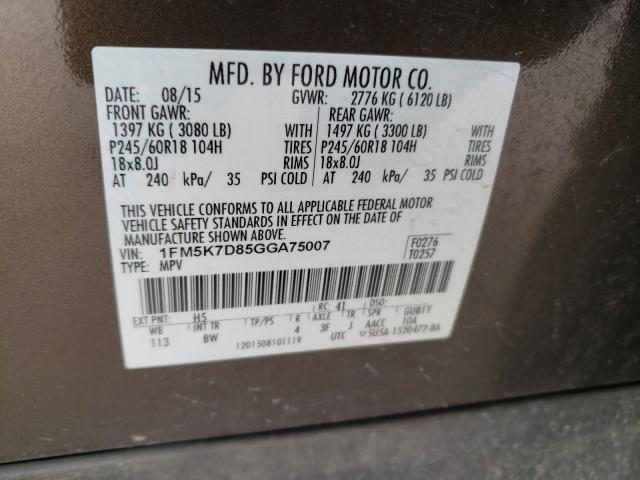 MFD. BY FORD MOTOR CO.
DATE: 08/15 GVWR: 2776 KG ( 6120 LB)
FRONT GAWR: REAR GAWR:
1397 KG ( 3080 LB) WITH 1497 KG ( 3300 LB) WITH
P245/60R18 104H TIRES P245/60R18 104H TIRES
18x8.0J RIMS 18x8.0J RIMS
AT 240 kPa/ 35 PSI COLD AT 240 kPa/ 35 PSI COLD
THIS VEHICLE CONFORMS TO ALL APPLICABLE FEDERAL MOTOR
VEHICLE SAFETY STANDARDS IN EFFECT ON THE DATE OF
MANUFACTURE SHOWN ABOVE.
VIN: 1FM5K7D85GGA75007 F0276
TYPE: MPV T0257
EXT PNT: H5 RC: 41 DSO:
WB INT TR TP/PS R AXLE TR SPR GUBTY
113 BW 4 3F J AACC 10A
1201508101119 UTC 5U5A-1520472-BA